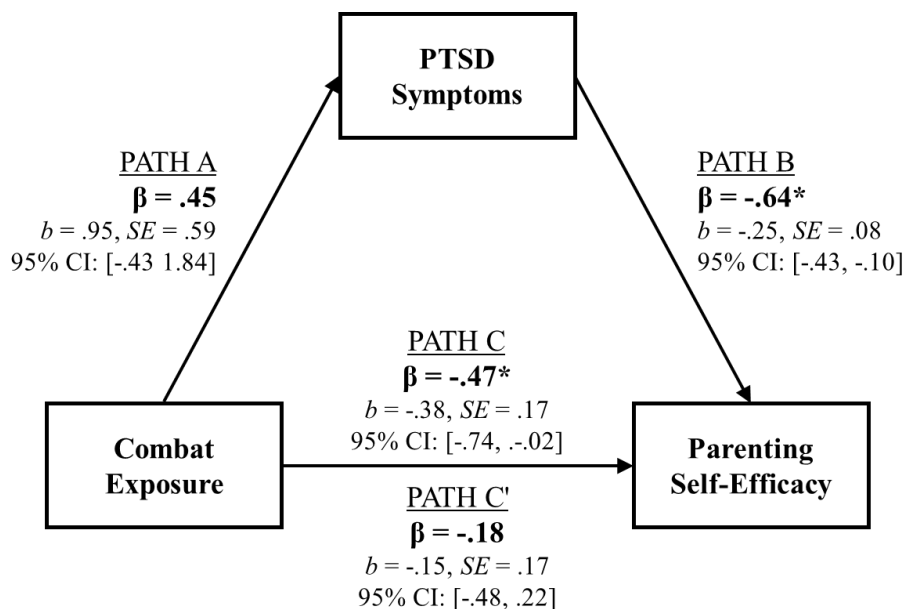 PTSD
Symptoms
PATH A
β = .45
b = .95, SE = .59
95% CI: [-.43 1.84]
PATH B
β = -.64*
b = -.25, SE = .08
95% CI: [-.43, -.10]
PATH C
β = -.47*
b = -.38, SE = .17
95% CI: [-.74, .-.02]
Combat
Exposure
Parenting
Self-Efficacy
PATH C'
β = -.18
b = -.15, SE = .17
95% CI: [-.48, .22]